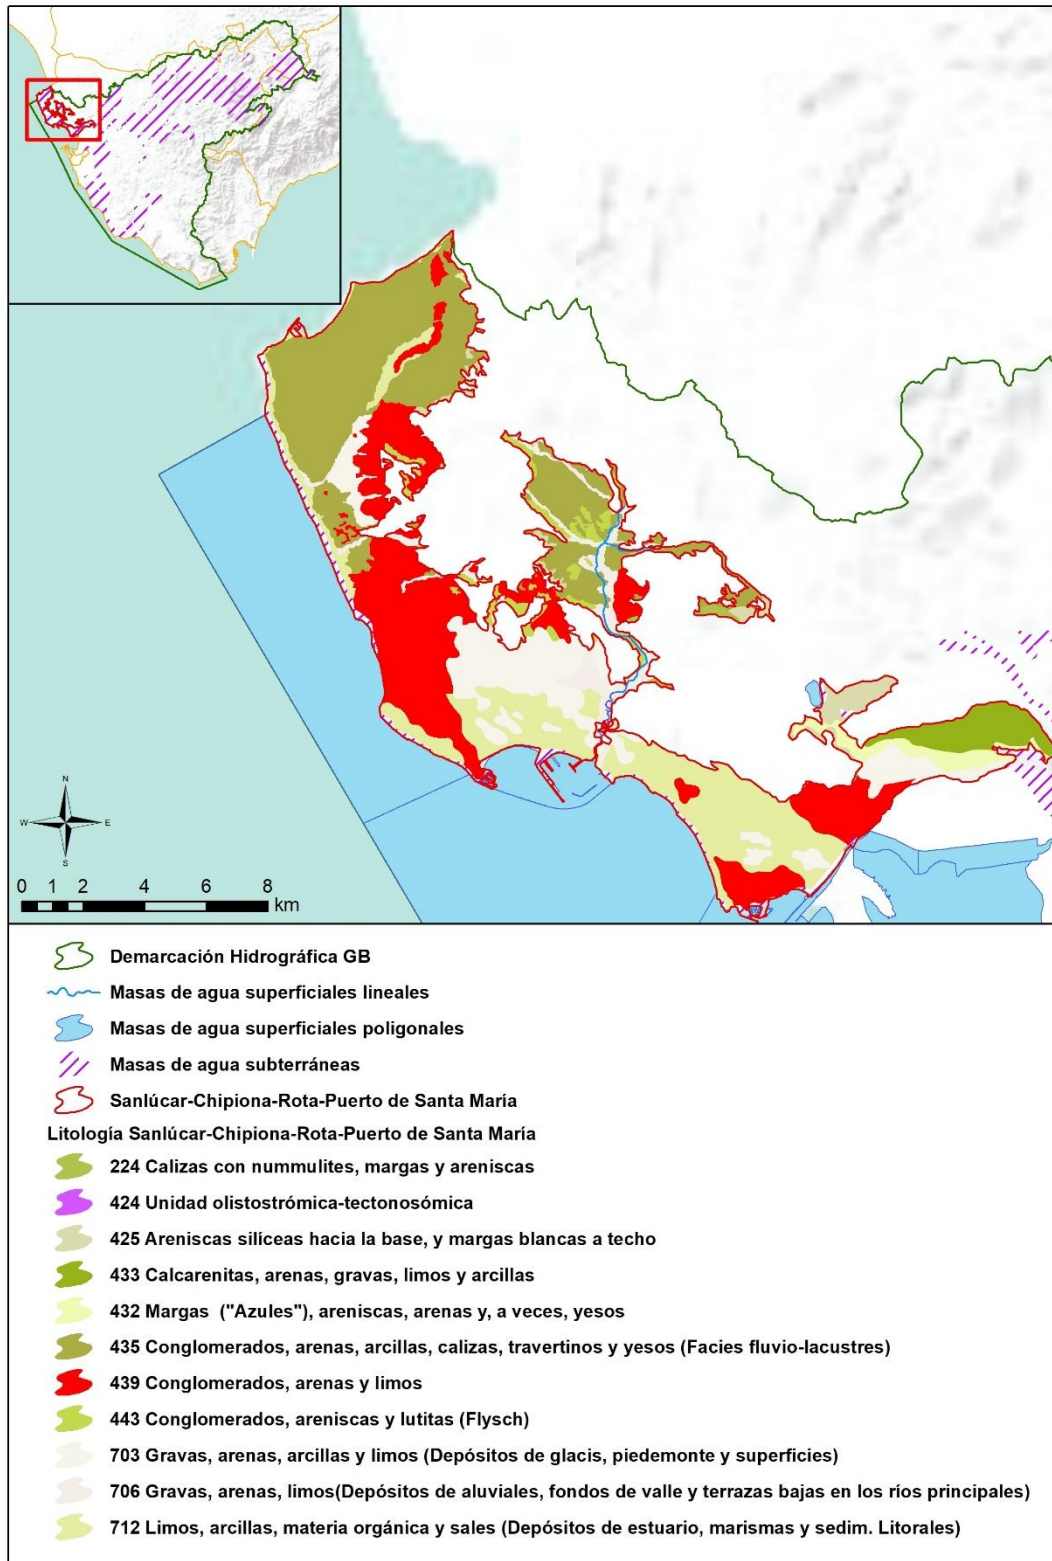 N
W
E
S
0 1 2 4 6 8
km
Demarcación Hidrográfica GB
Masas de agua superficiales lineales
Masas de agua superficiales poligonales
Masas de agua subterráneas
Sanlúcar-Chipiona-Rota-Puerto de Santa María
Litología Sanlúcar-Chipiona-Rota-Puerto de Santa María
224 Calizas con nummulites, margas y areniscas
424 Unidad olistostrómica-tectonosómica
425 Areniscas silíceas hacia la base, y margas blancas a techo
433 Calcarenitas, arenas, gravas, limos y arcillas
432 Margas ("Azules"), areniscas, arenas y, a veces, yesos
435 Conglomerados, arenas, arcillas, calizas, travertinos y yesos (Facies fluvio-lacustres)
439 Conglomerados, arenas y limos
443 Conglomerados, areniscas y lutitas (Flysch)
703 Gravas, arenas, arcillas y limos (Depósitos de glacis, piedemonte y superficies)
706 Gravas, arenas, limos(Depósitos de aluviales, fondos de valle y terrazas bajas en los ríos principales)
712 Limos, arcillas, materia orgánica y sales (Depósitos de estuario, marismas y sedim. Litorales)